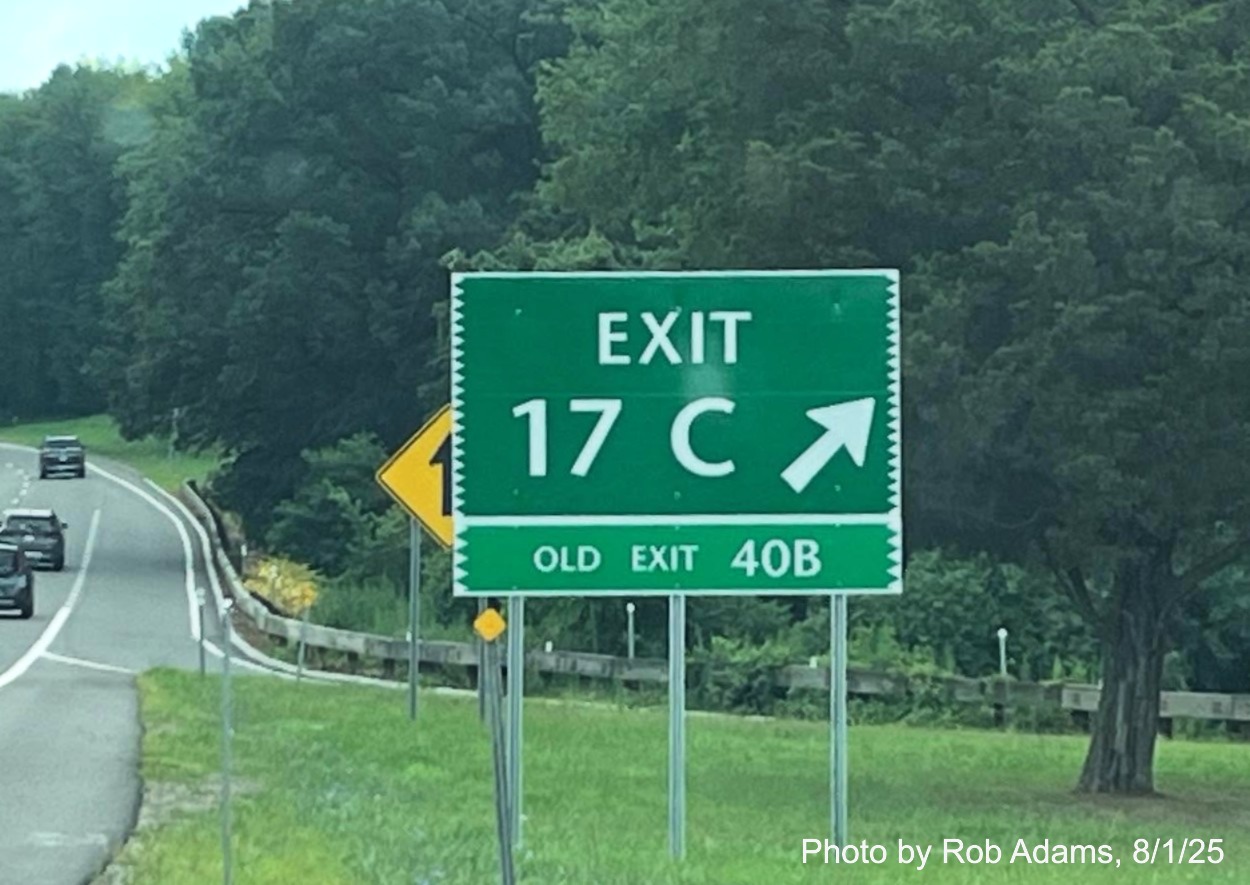 EXIT
17 C
OLD EXIT 40B
Photo by Rob Adams, 8/1/25